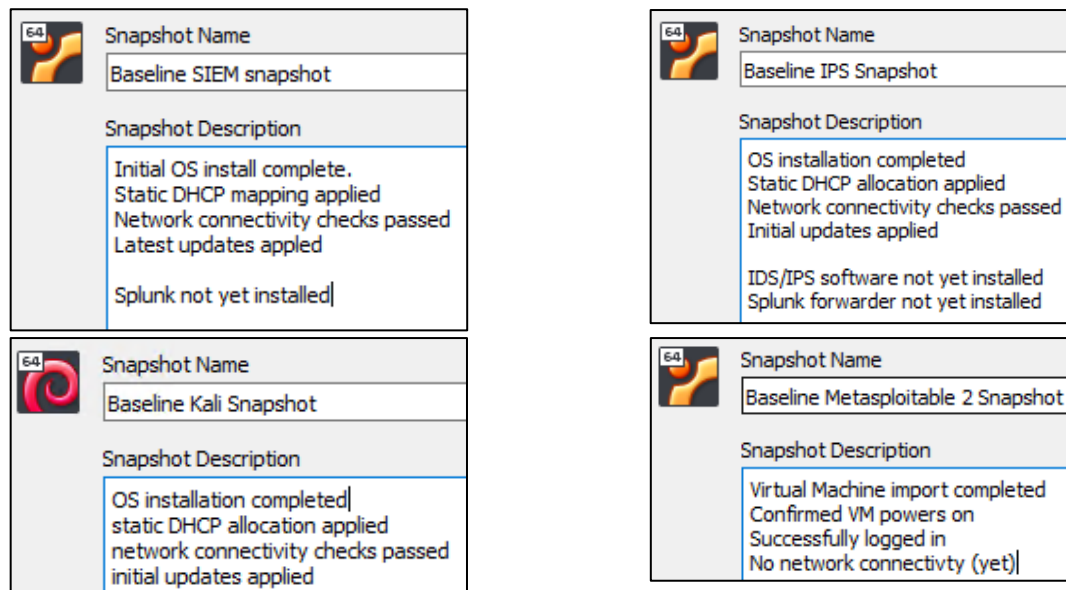 64
Snapshot Name
Baseline SIEM snapshot
Snapshot Description
Initial OS install complete.
Static DHCP mapping applied
Network connectivity checks passed
Latest updates appled
Splunk not yet installed
64
Snapshot Name
Baseline IPS Snapshot
Snapshot Description
OS installation completed
Static DHCP allocation applied
Network connectivity checks passed
Initial updates applied
IDS/IPS software not yet installed
Splunk forwarder not yet installed
64
Snapshot Name
Baseline Kali Snapshot
Snapshot Description
OS installation completed
static DHCP allocation applied
network connectivity checks passed
initial updates applied
64
Snapshot Name
Baseline Metasploitable 2 Snapshot
Snapshot Description
Virtual Machine import completed
Confirmed VM powers on
Successfully logged in
No network connectivty (yet)